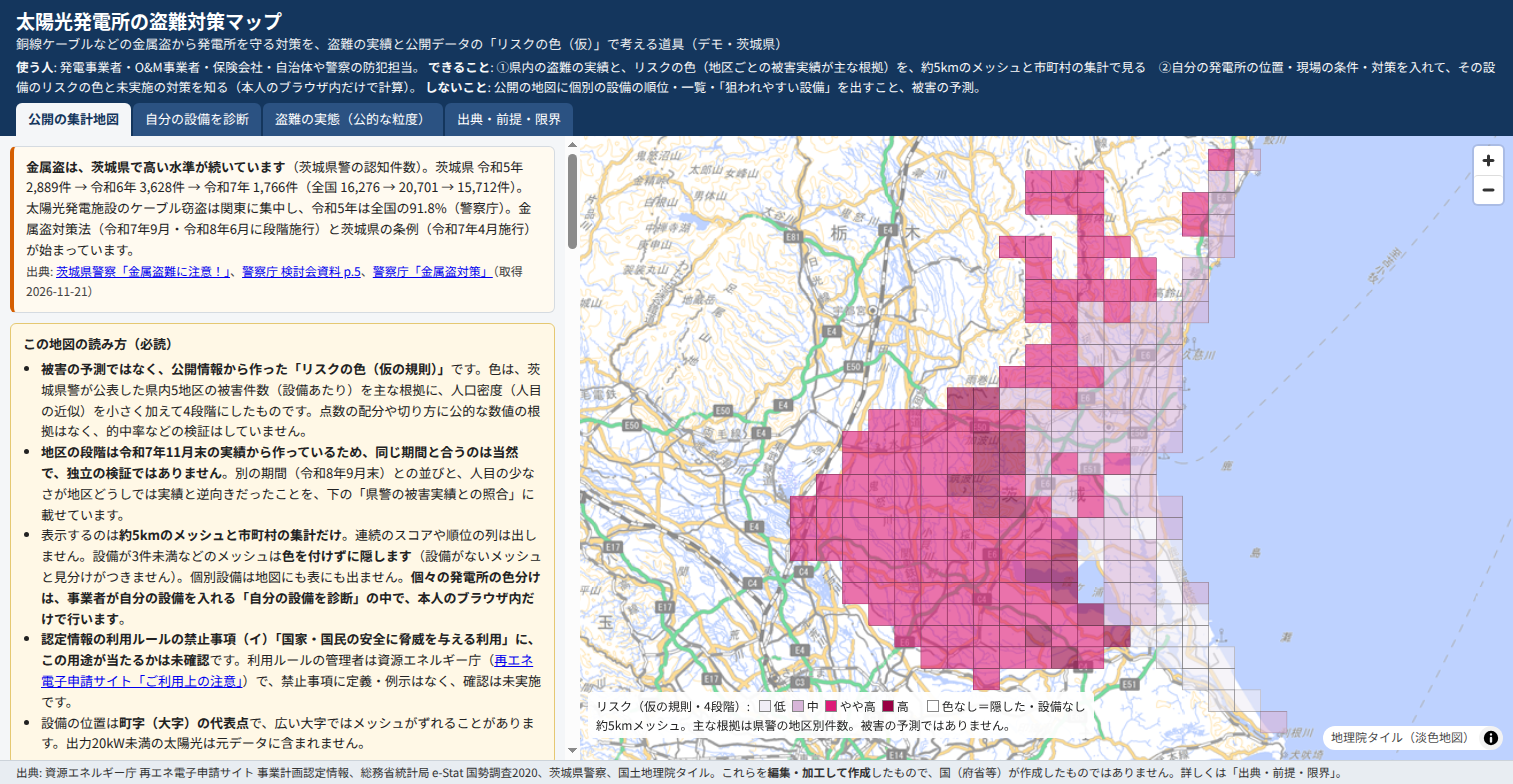 太陽光発電所の盗難対策マップ
銅線ケーブルなどの金属盗から発電所を守る対策を、盗難の実績と公開データの「リスクの色（仮）」で考える道具（デモ・茨城県）
使う人: 発電事業者・O&M事業者・保険会社・自治体や警察の防犯担当。 できること: ①県内の盗難の実績と、リスクの色（地区ごとの被害実績が主な根拠）を、約5kmのメッシュと市町村の集計で見る　②自分の発電所の位置・現場の条件・対策を入れて、その設
備のリスクの色と未実施の対策を知る（本人のブラウザ内だけで計算）。 しないこと: 公開の地図に個別の設備の順位・一覧・「狙われやすい設備」を出すこと、被害の予測。
公開の集計地図
自分の設備を診断
盗難の実態（公的な粒度）
出典・前提・限界
金属盗は、茨城県で高い水準が続いています（茨城県警の認知件数）。茨城県 令和5年
2,889件 → 令和6年 3,628件 → 令和7年 1,766件（全国 16,276 → 20,701 → 15,712件）。
太陽光発電施設のケーブル窃盗は関東に集中し、令和5年は全国の91.8%（警察庁）。金
属盗対策法（令和7年9月・令和8年6月に段階施行）と茨城県の条例（令和7年4月施行）
が始まっています。
出典: 茨城県警察「金属盗難に注意！」、警察庁 検討会資料 p.5、警察庁「金属盗対策」（取得
2026-11-21）
この地図の読み方（必読）
被害の予測ではなく、公開情報から作った「リスクの色（仮の規則）」です。色は、茨
城県警が公表した県内5地区の被害件数（設備あたり）を主な根拠に、人口密度（人目
の近似）を小さく加えて4段階にしたものです。点数の配分や切り方に公的な数値の根
拠はなく、的中率などの検証はしていません。
地区の段階は令和7年11月末の実績から作っているため、同じ期間と合うのは当然
で、独立の検証ではありません。別の期間（令和8年9月末）との並びと、人目の少な
さが地区どうしでは実績と逆向きだったことを、下の「県警の被害実績との照合」に
載せています。
表示するのは約5kmのメッシュと市町村の集計だけ。連続のスコアや順位の列は出し
ません。設備が3件未満などのメッシュは色を付けずに隠します（設備がないメッシュ
と見分けがつきません）。個別設備は地図にも表にも出ません。個々の発電所の色分け
は、事業者が自分の設備を入れる「自分の設備を診断」の中で、本人のブラウザ内だ
けで行います。
認定情報の利用ルールの禁止事項（イ）「国家・国民の安全に脅威を与える利用」に、
この用途が当たるかは未確認です。利用ルールの管理者は資源エネルギー庁（再エネ
電子申請サイト「ご利用上の注意」）で、禁止事項に定義・例示はなく、確認は未実施
です。
設備の位置は町字（大字）の代表点で、広い大字ではメッシュがずれることがありま
す。出力20kW未満の太陽光は元データに含まれません。
鬼怒沼山
太郎山
女峰山
男体山
栃
木
E81
E4
E4
E50
E50
E50
E4
E4
E17
E4
C4
C4
E17
E4
E17
C3
E51
E14
茨
城
鹿
島
灘
リスク（仮の規則・4段階）: 低 中 やや高 高 色なし＝隠した・設備なし
約5kmメッシュ。主な根拠は県警の地区別件数。被害の予測ではありません。
+
−
地理院タイル（淡色地図）
出典: 資源エネルギー庁 再エネ電子申請サイト 事業計画認定情報、総務省統計局 e-Stat 国勢調査2020、茨城県警察、国土地理院タイル。これらを編集・加工して作成したもので、国（府省等）が作成したものではありません。詳しくは「出典・前提・限界」。